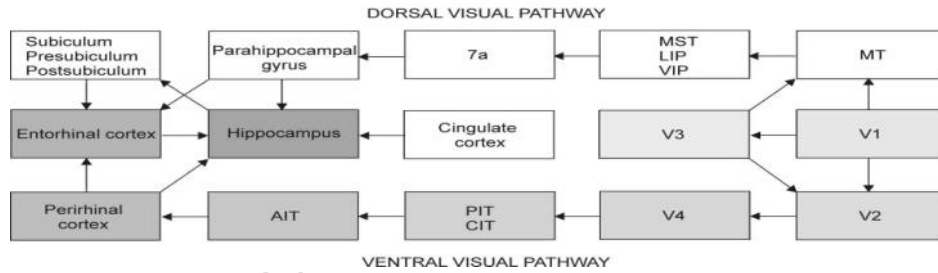 DORSAL VISUAL PATHWAY
Subiculum
Presubiculum
Postsubiculum
Parahippocampal
gyrus
7a
MST
LIP
VIP
MT
Entorhinal cortex
Hippocampus
Cingulate
cortex
V3
V1
Perirhinal
cortex
AIT
PIT
CIT
V4
V2
VENTRAL VISUAL PATHWAY